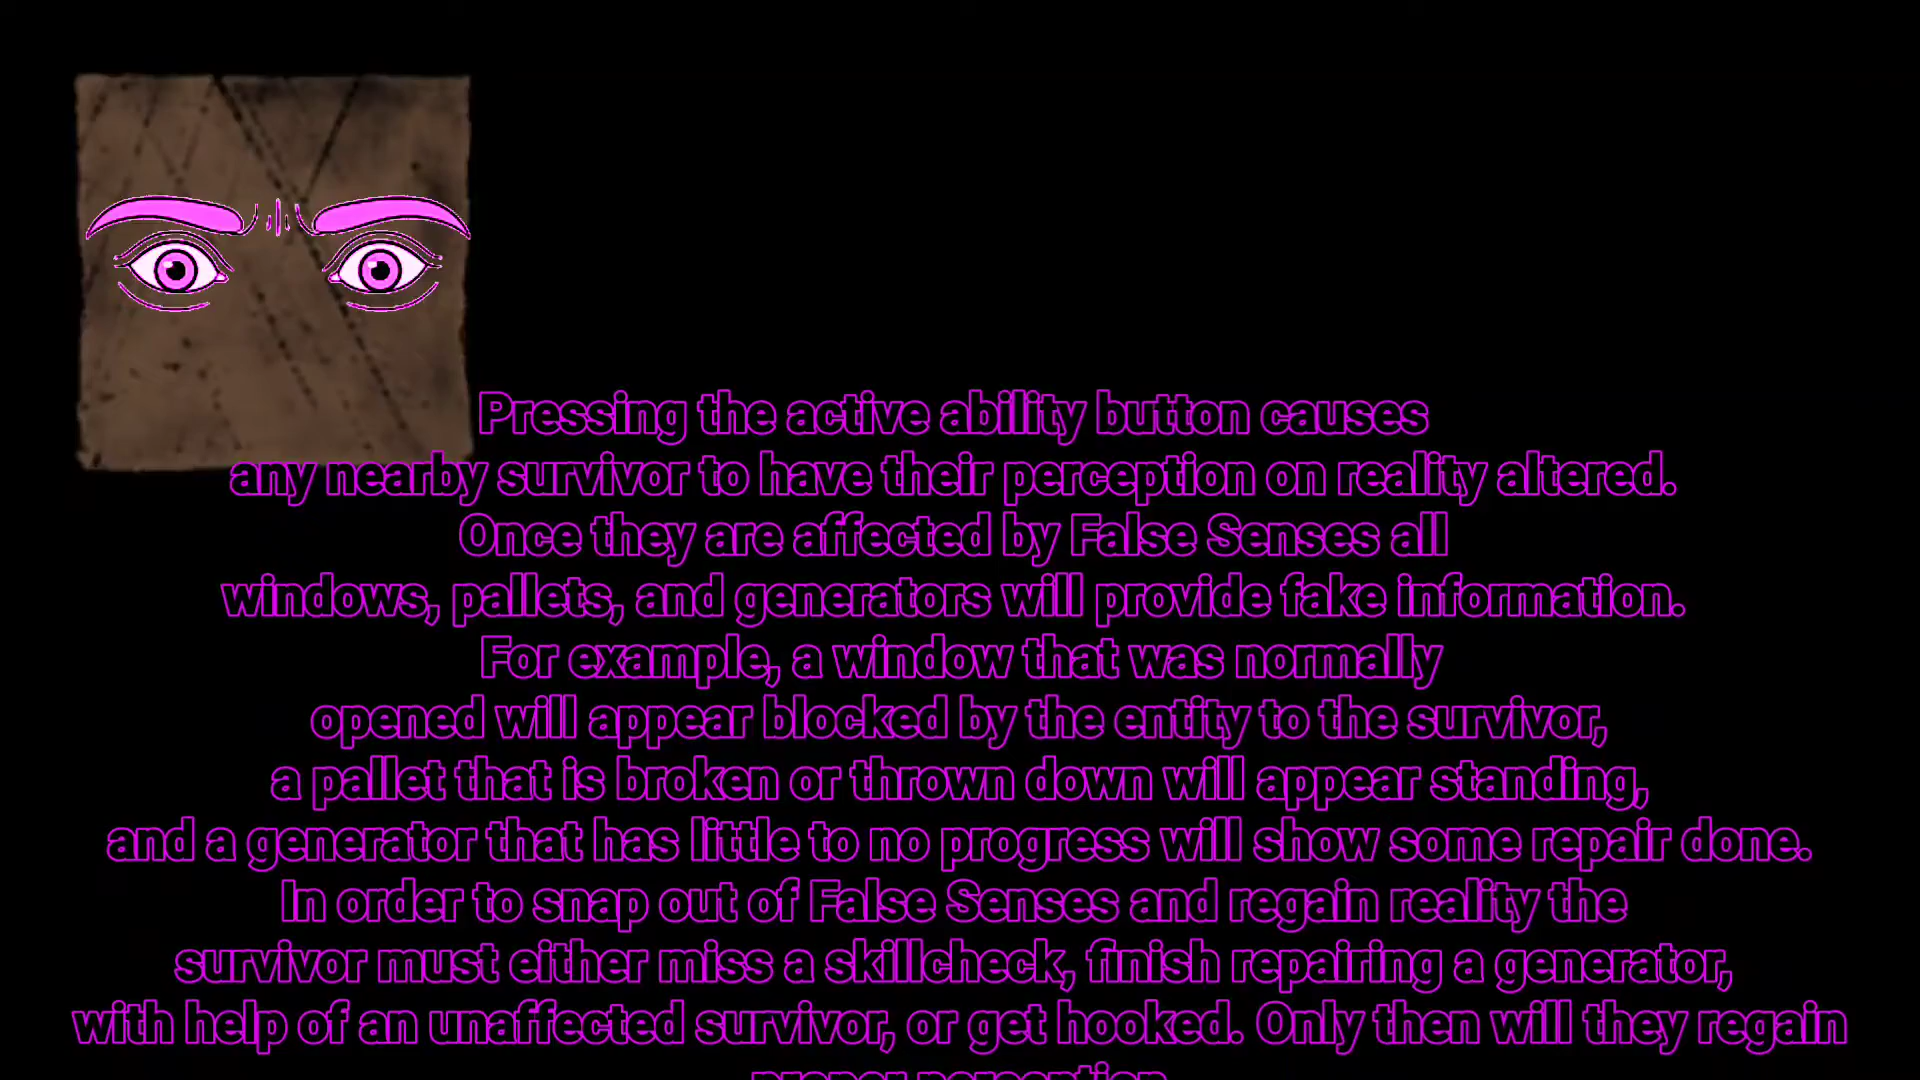 Pressing the active ability button causes
any nearby survivor to have their perception on reality altered.
Once they are affected by False Senses all
windows, pallets, and generators will provide fake information.
For example, a window that was normally
opened will appear blocked by the entity to the survivor,
a pallet that is broken or thrown down will appear standing,
and a generator that has little to no progress will show some repair done.
In order to snap out of False Senses and regain reality the
survivor must either miss a skillcheck, finish repairing a generator,
with help of an unaffected survivor, or get hooked. Only then will they regain
proper perception